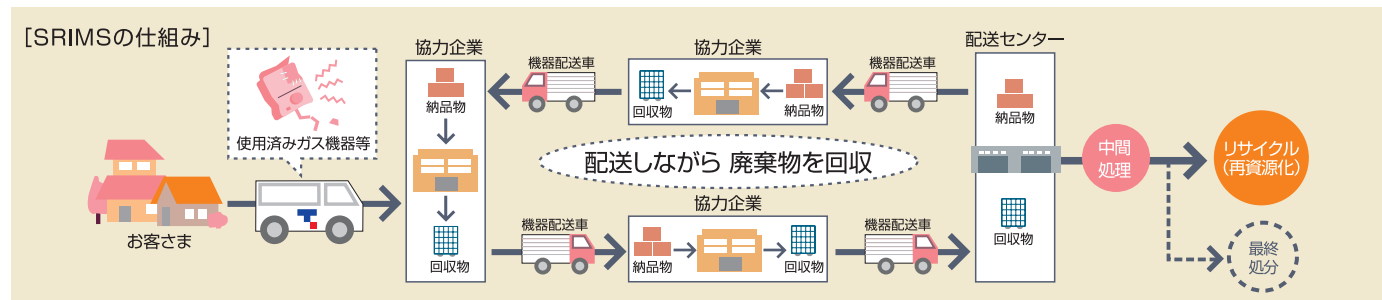 [SRIMSの仕組み]
使用済みガス機器等
お客さま
協力企業
納品物
回収物
機器配送車
協力企業
回収物
納品物
機器配送車
配送しながら 廃棄物を回収
機器配送車
協力企業
納品物
回収物
機器配送車
配送センター
納品物
回収物
中間
処理
リサイクル
(再資源化)
最終
処分